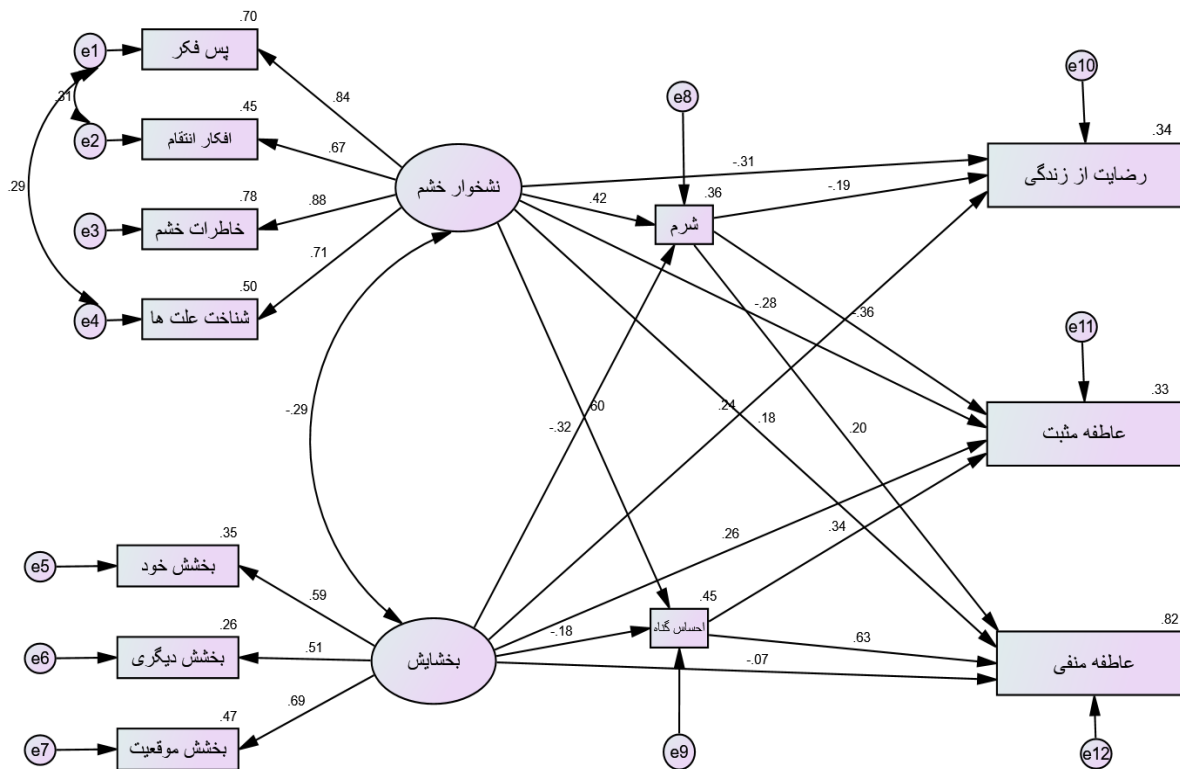 .70
e1
پس فکر
.31
.84
.45
e2
افکار انتقام
.67
.29
.78
e3
خاطرات خشم
.88
.50
e4
شناخت علت ها
.71
نشخوار خشم
e8
.36
شرم
.42
-.31
-.19
e10
.34
رضایت از زندگی
-.28
-.36
e11
.33
عاطفه مثبت
-.29
-.32
.60
.24
.18
.20
.26
.34
.35
e5
بخشش خود
.59
.26
e6
بخشش دیگری
.51
.47
e7
بخشش موقعیت
.69
بخشایش
-.18
.45
احساس گناه
e9
.63
-.07
.82
عاطفه منفی
e12